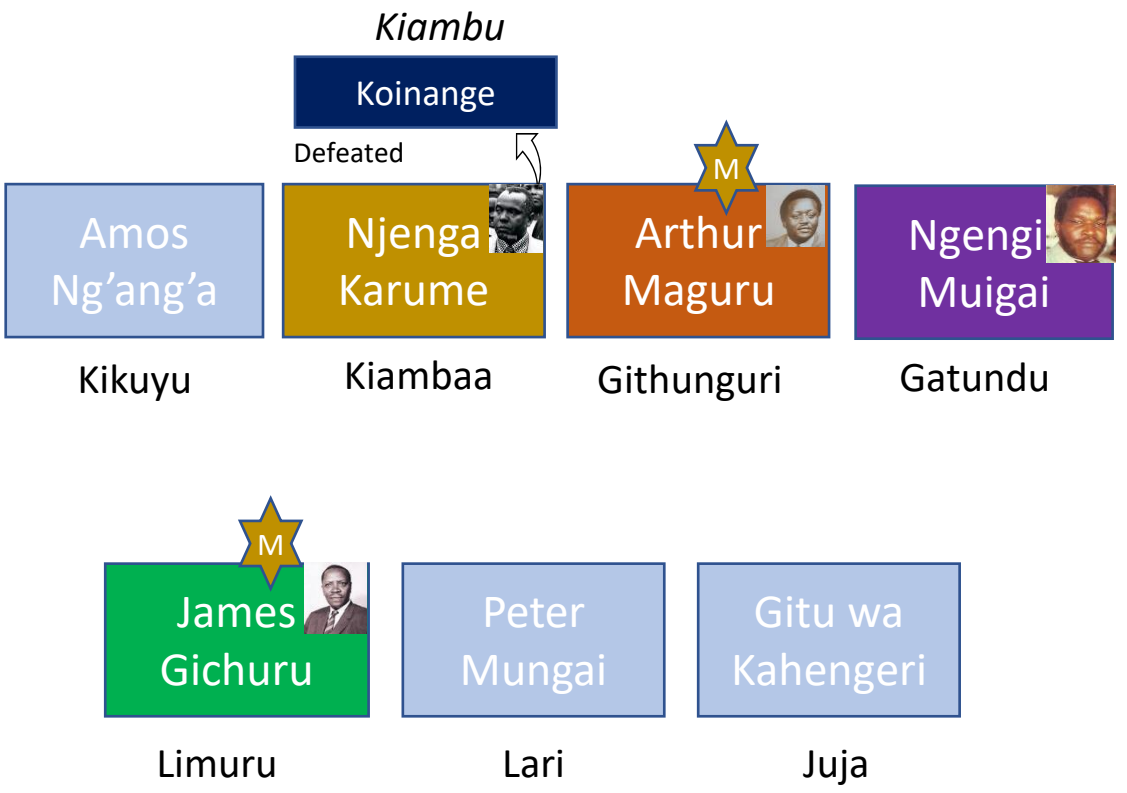 Kiambu
Koinange
Defeated
M
Amos
Ng’ang’a
Njenga
Karume
Arthur
Maguru
Ngengi
Muigai
Kikuyu
Kiambaa
Githunguri
Gatundu
M
James
Gichuru
Peter
Mungai
Gitu wa
Kahengeri
Limuru
Lari
Juja